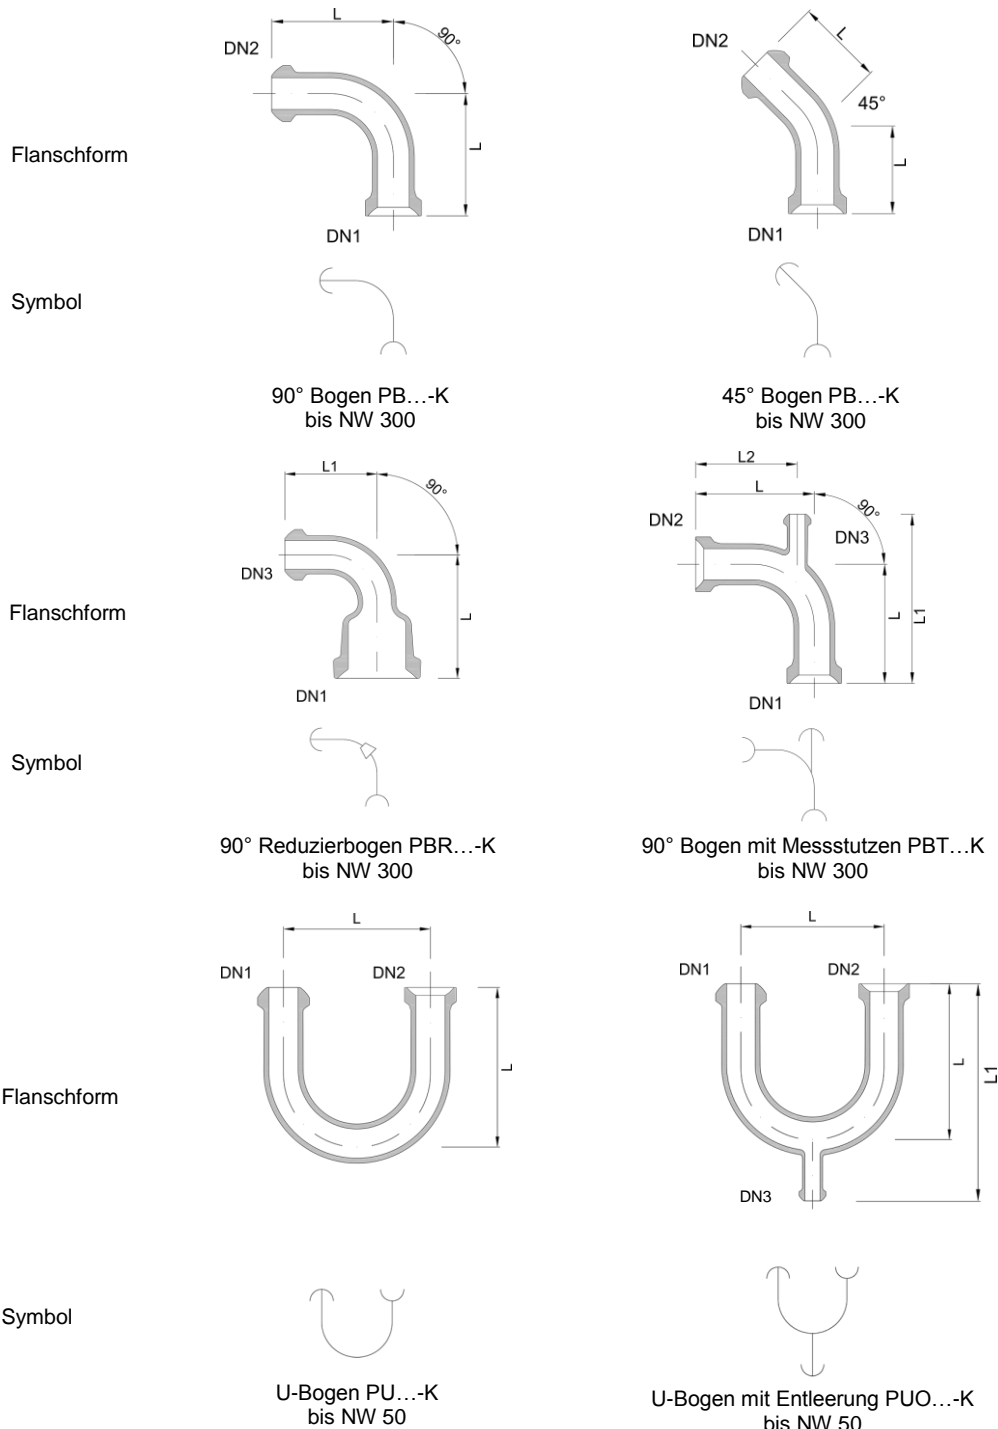 L
90°
DN2
L
DN1
L
DN2
45°
L
DN1
Flanschform
Symbol
90° Bogen PB…-K
bis NW 300
45° Bogen PB…-K
bis NW 300
L1
90°
DN3
L
DN1
L2
L
90°
DN2
DN3
L
L1
DN1
Flanschform
Symbol
90° Reduzierbogen PBR…-K
bis NW 300
90° Bogen mit Messstutzen PBT…K
bis NW 300
L
DN1
DN2
L
L
DN1
DN2
L
L1
DN3
Flanschform
Symbol
U-Bogen PU…-K
bis NW 50
U-Bogen mit Entleerung PUO…-K
bis NW 50